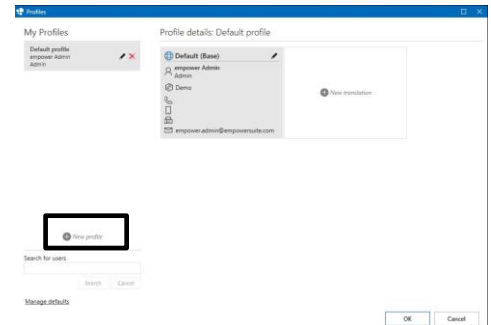 Profiles
My Profiles
Default profile
empower Admin
Admin
New profile
Search for users
Search Cancel
Manage defaults
Profile details: Default profile
Default (Base)
empower Admin
Admin
Demo
empower.admin@empowersuite.com
New translation
OK Cancel